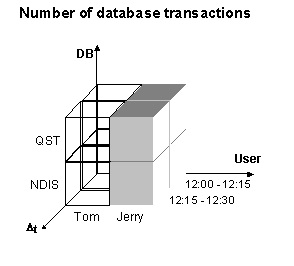 Number of database transactions
DB
QST
User
NDIS
12:00 - 12:15
12:15 - 12:30
Δt
Tom
Jerry